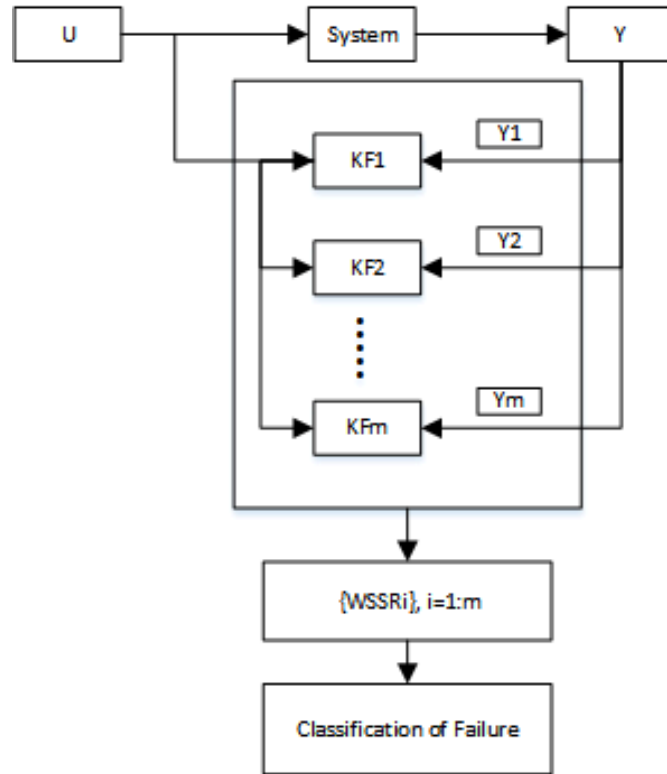 U
System
Y
KF1
Y1
KF2
Y2
KFm
Ym
{WSSRi}, i=1:m
Classification of Failure